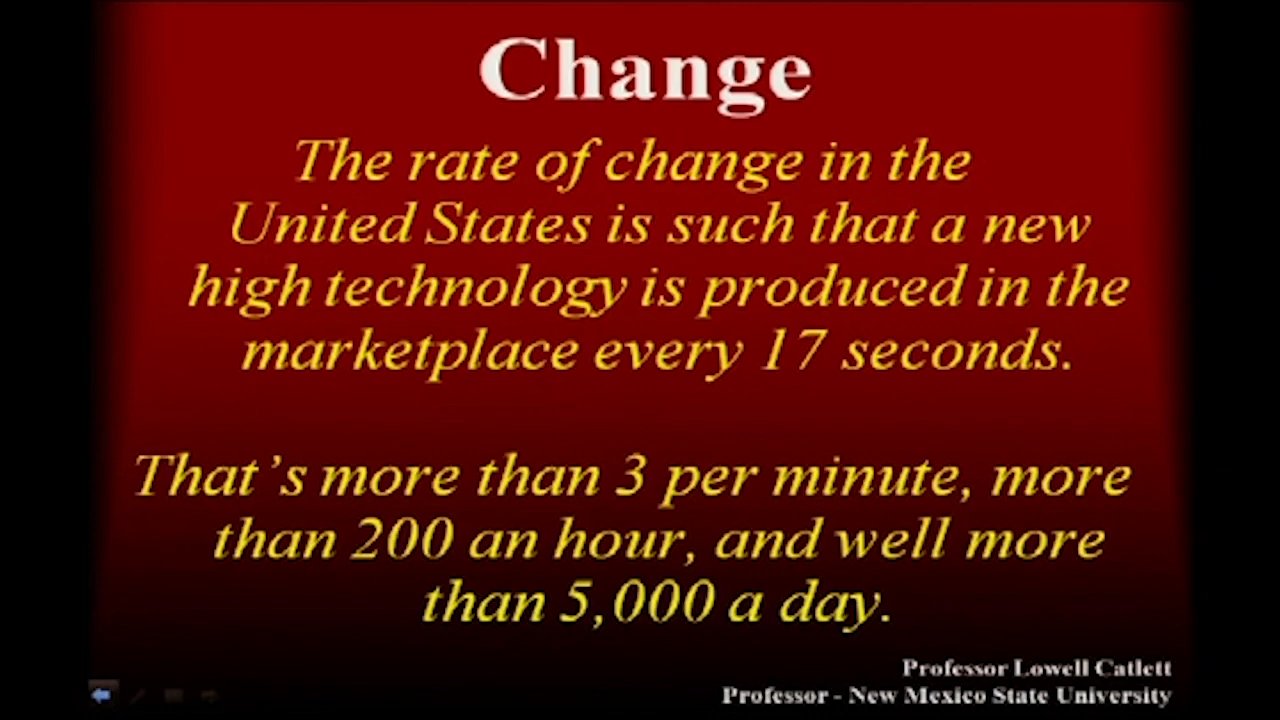 Change
The rate of change in the
United States is such that a new
high technology is produced in the
marketplace every 17 seconds.
That's more than 3 per minute, more
than 200 an hour, and well more
than 5,000 a day.
Professor Lowell Catlett
Professor - New Mexico State University